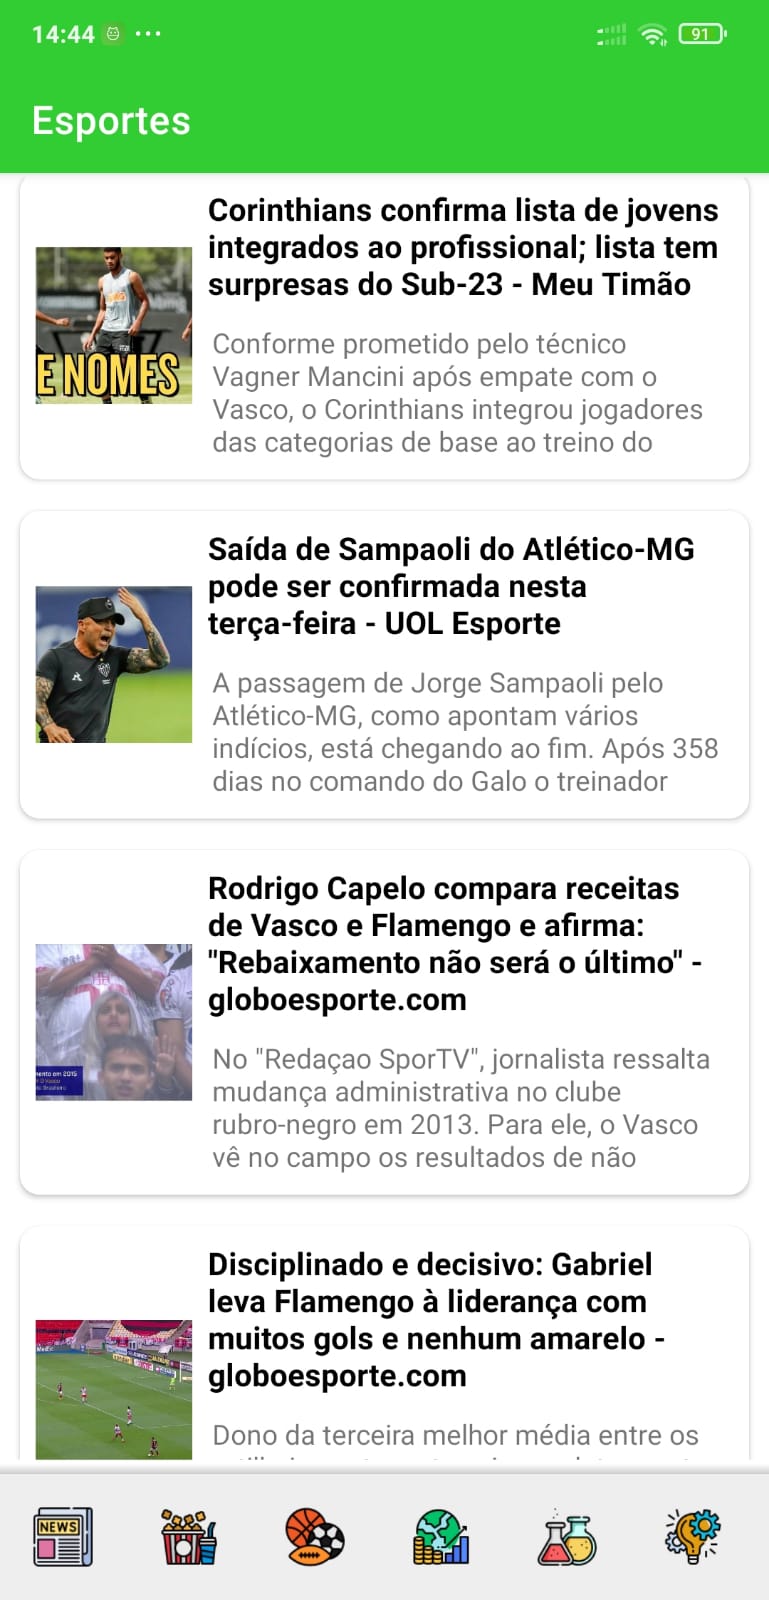 14:44
91
Esportes
Corinthians confirma lista de jovens
integrados ao profissional; lista tem
surpresas do Sub-23 - Meu Timão
E NOMES
Conforme prometido pelo técnico
Vagner Mancini após empate com o
Vasco, o Corinthians integrou jogadores
das categorias de base ao treino do
Saída de Sampaoli do Atlético-MG
pode ser confirmada nesta
terça-feira - UOL Esporte
A passagem de Jorge Sampaoli pelo
Atlético-MG, como apontam vários
indícios, está chegando ao fim. Após 358
dias no comando do Galo o treinador
Rodrigo Capelo compara receitas
de Vasco e Flamengo e afirma:
"Rebaixamento não será o último" -
globoesporte.com
mento em 2015
No "Redaçao SporTV", jornalista ressalta
mudança administrativa no clube
rubro-negro em 2013. Para ele, o Vasco
vê no campo os resultados de não
Disciplinado e decisivo: Gabriel
leva Flamengo à liderança com
muitos gols e nenhum amarelo -
globoesporte.com
Dono da terceira melhor média entre os
NEWS